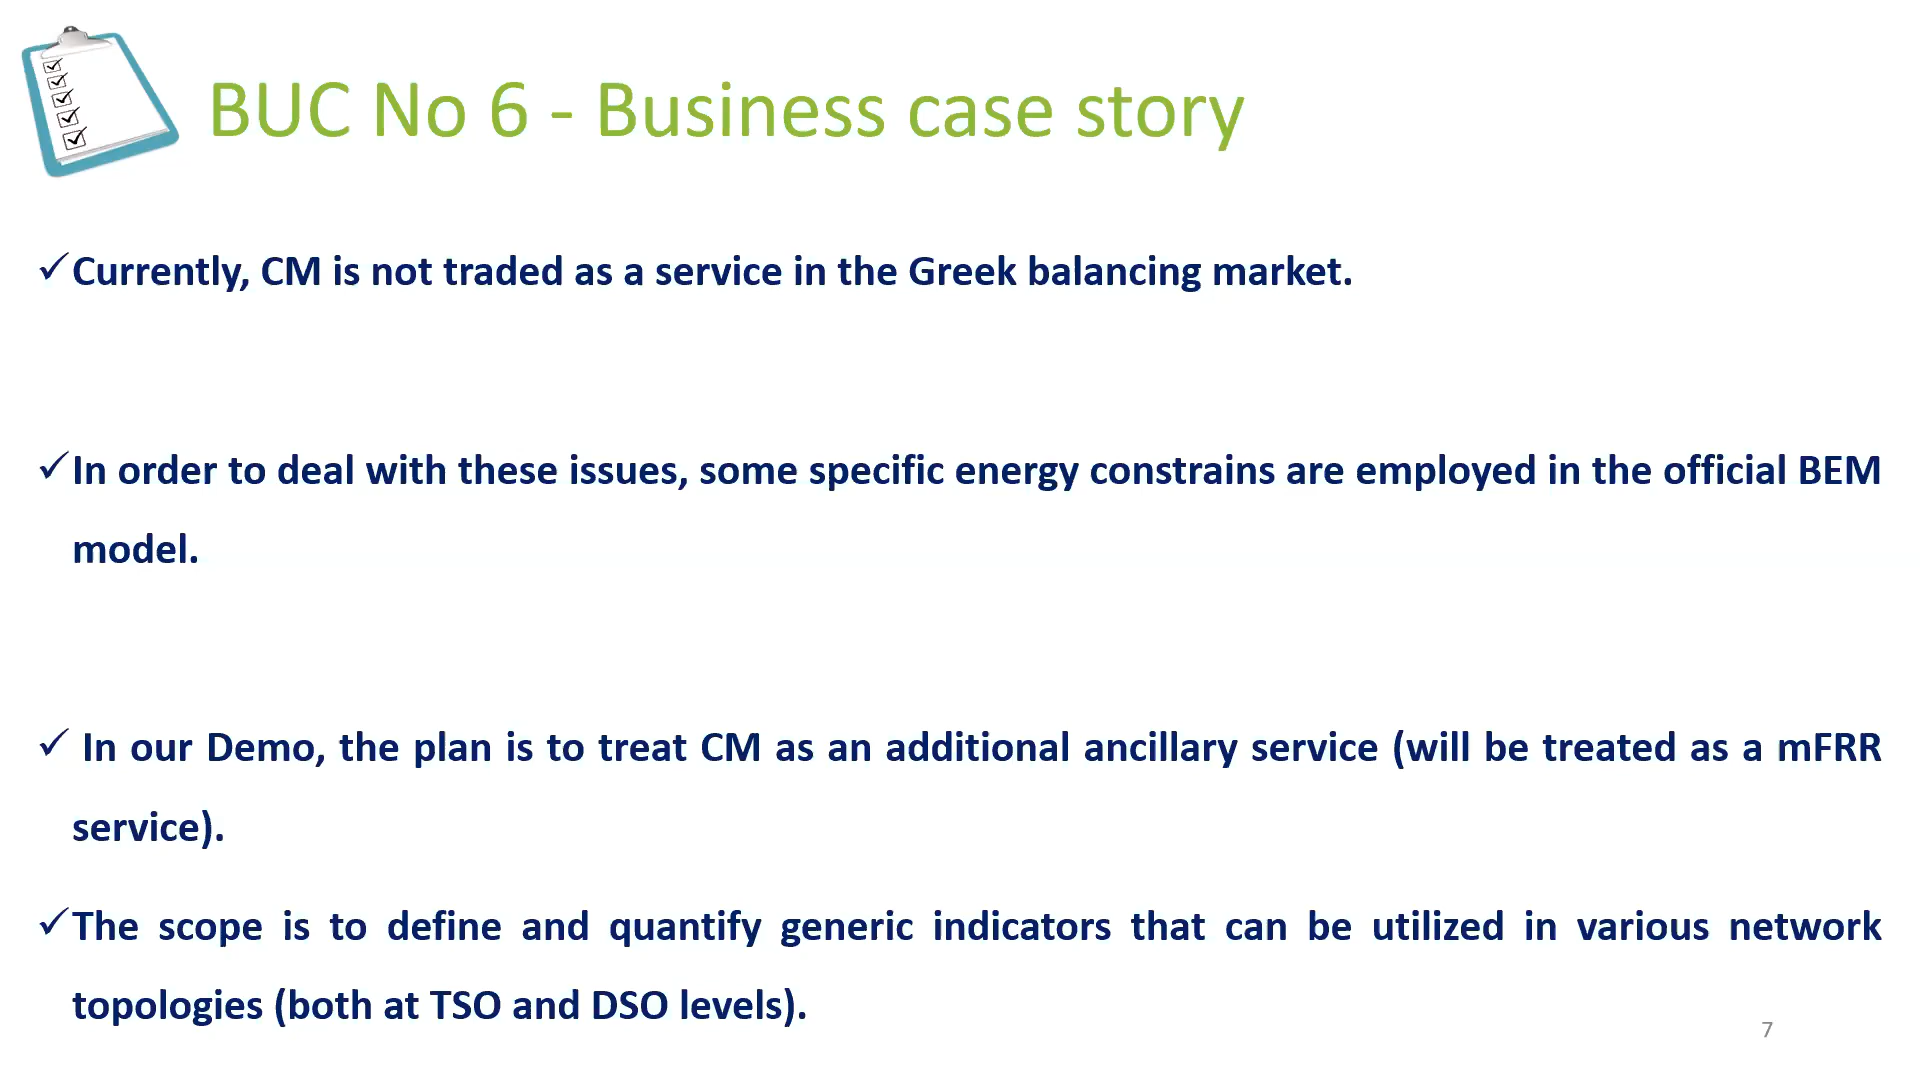 BUC No 6 - Business case story
✓Currently, CM is not traded as a service in the Greek balancing market.
✓In order to deal with these issues, some specific energy constrains are employed in the official BEM
model.
✓ In our Demo, the plan is to treat CM as an additional ancillary service (will be treated as a mFRR
service).
✓The scope is to define and quantify generic indicators that can be utilized in various network
topologies (both at TSO and DSO levels).
7